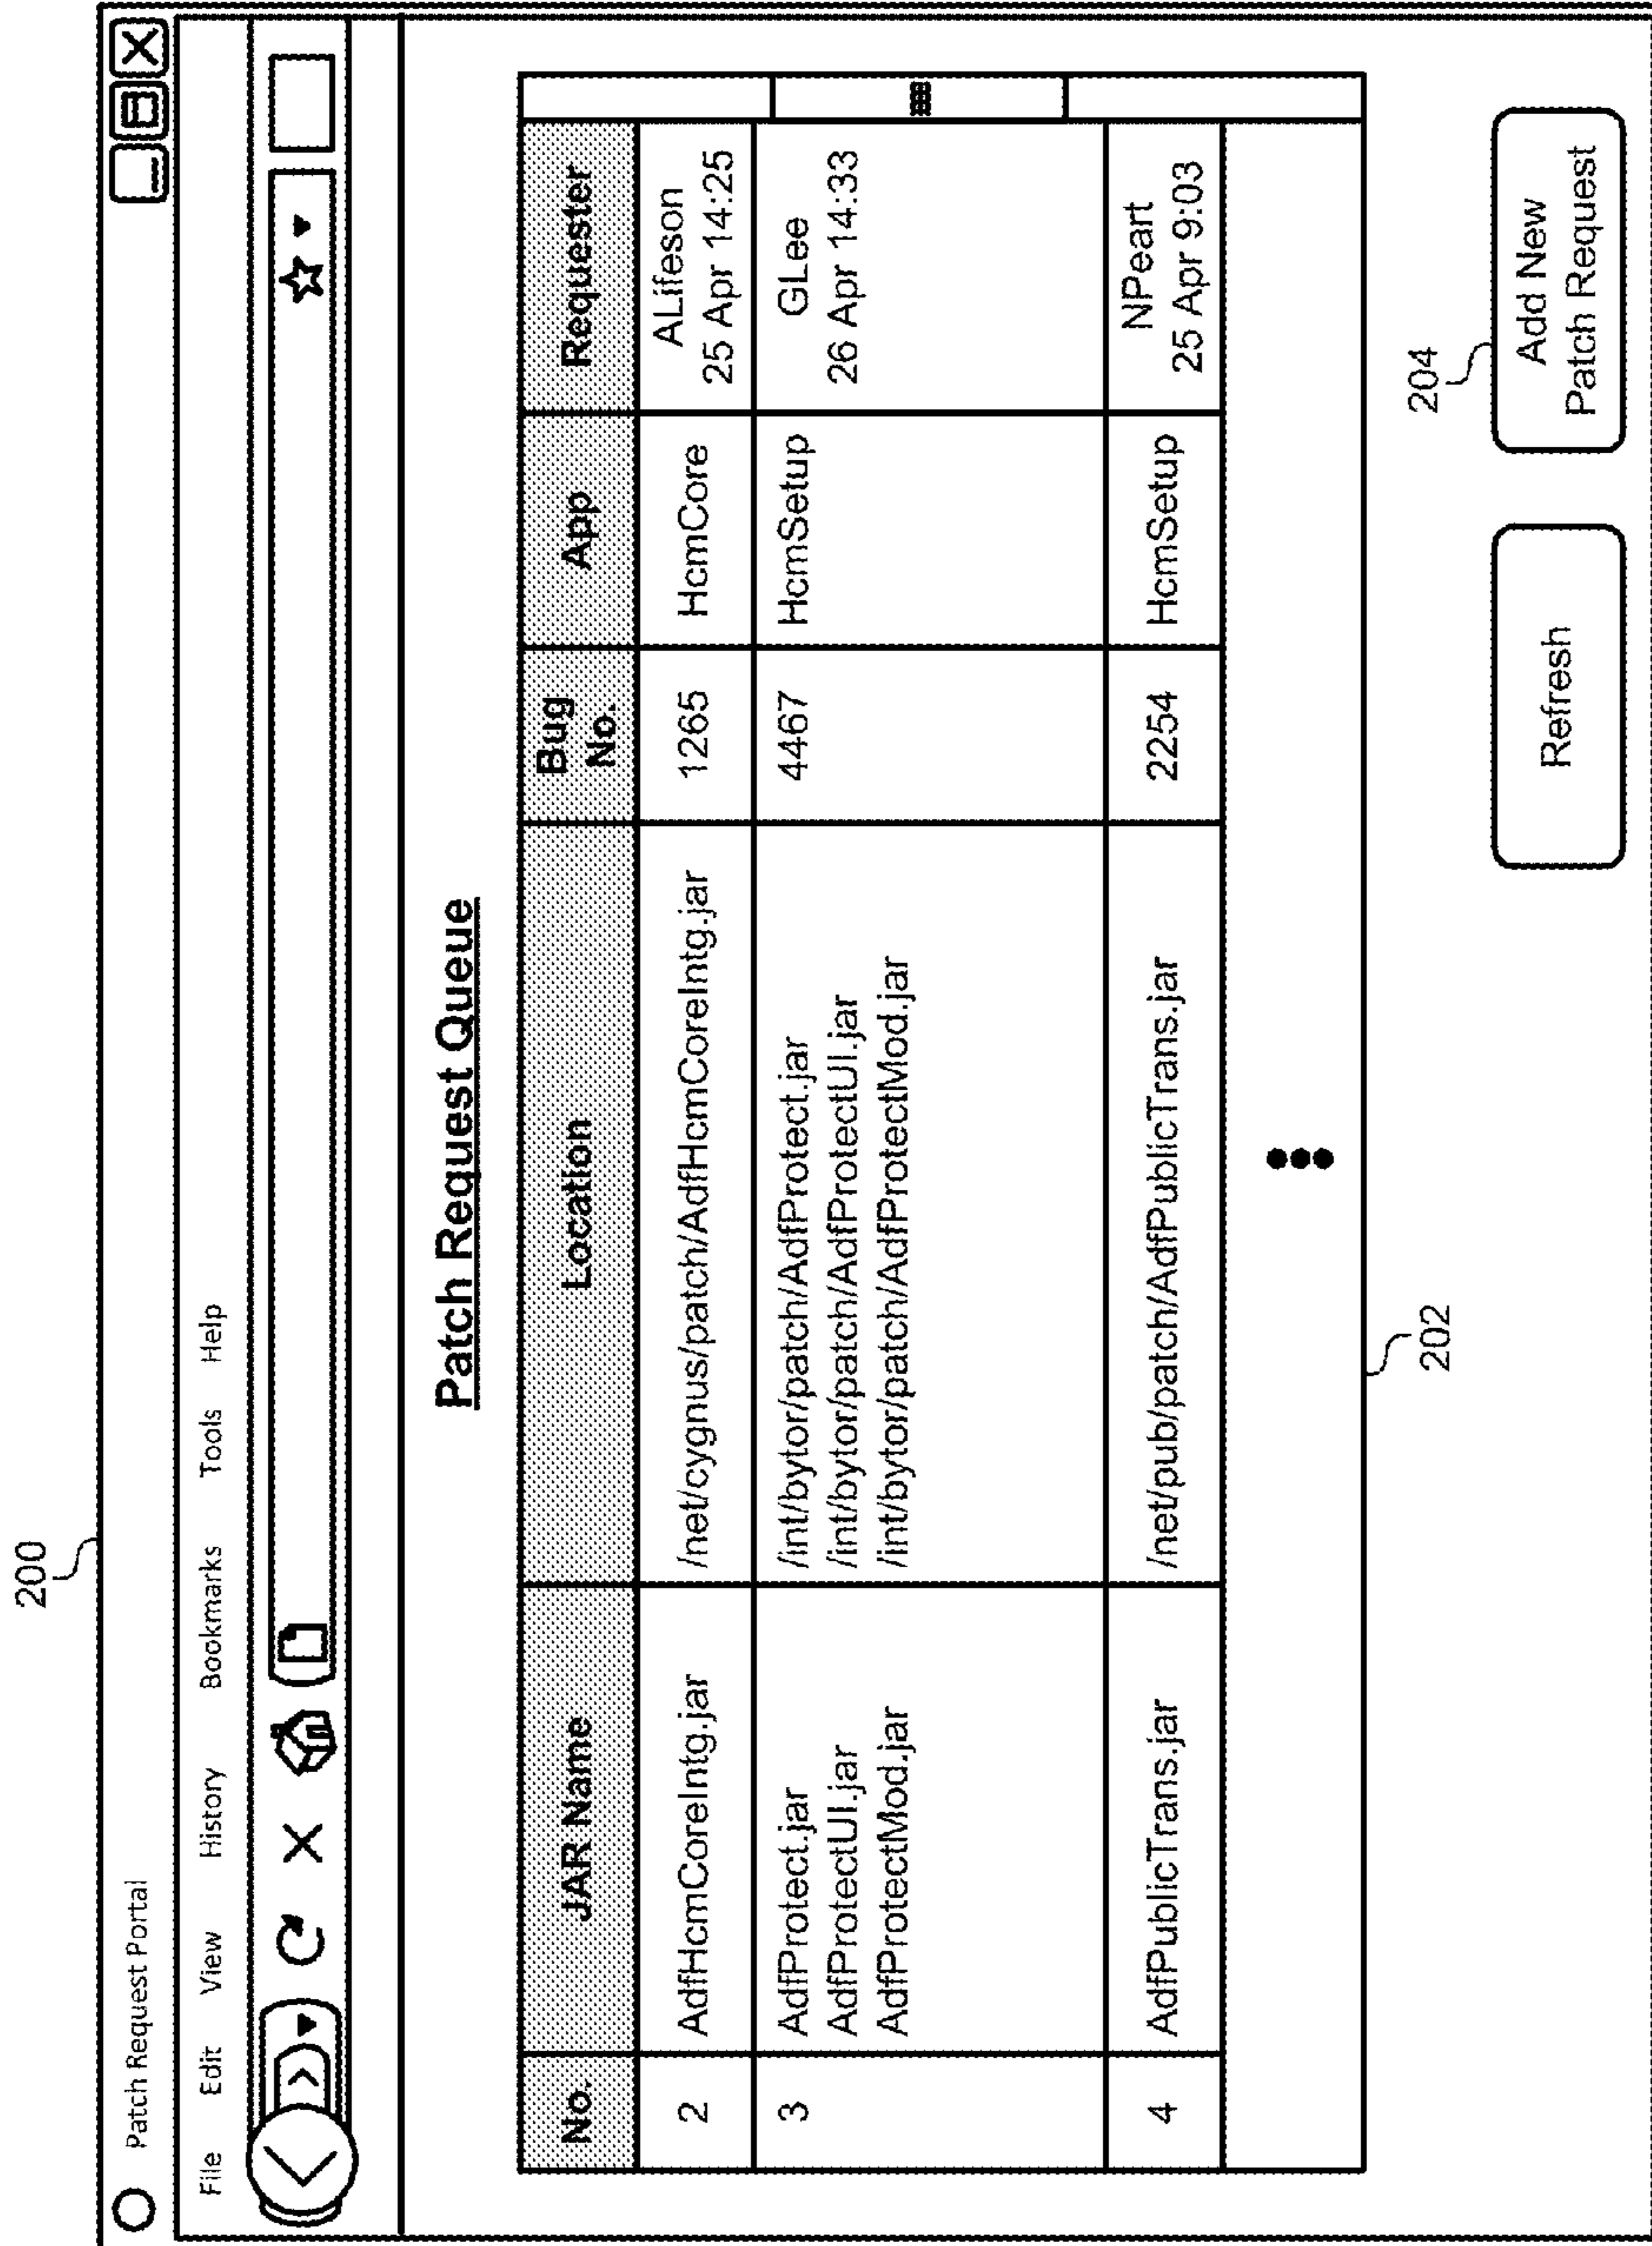 200
Patch Request Portal
File Edit View History Bookmarks Tools Help
Patch Request Queue
No. JAR Name Location Bug No. App Requester
2 AdfHcmCoreIntg.jar /net/cygnus/patch/AdfHcmCoreIntg.jar 1265 HcmCore ALifeson
25 Apr 14:25
3 AdfProtect.jar /int/bytor/patch/AdfProtect.jar 4467 HcmSetup GLee
AdfProtectUI.jar /int/bytor/patch/AdfProtectUI.jar 26 Apr 14:33
AdfProtectMod.jar /int/bytor/patch/AdfProtectMod.jar
4 AdfPublicTrans.jar /net/pub/patch/AdfPublicTrans.jar 2254 HcmSetup NPeart
25 Apr 9:03
202
204
Refresh
Add New
Patch Request